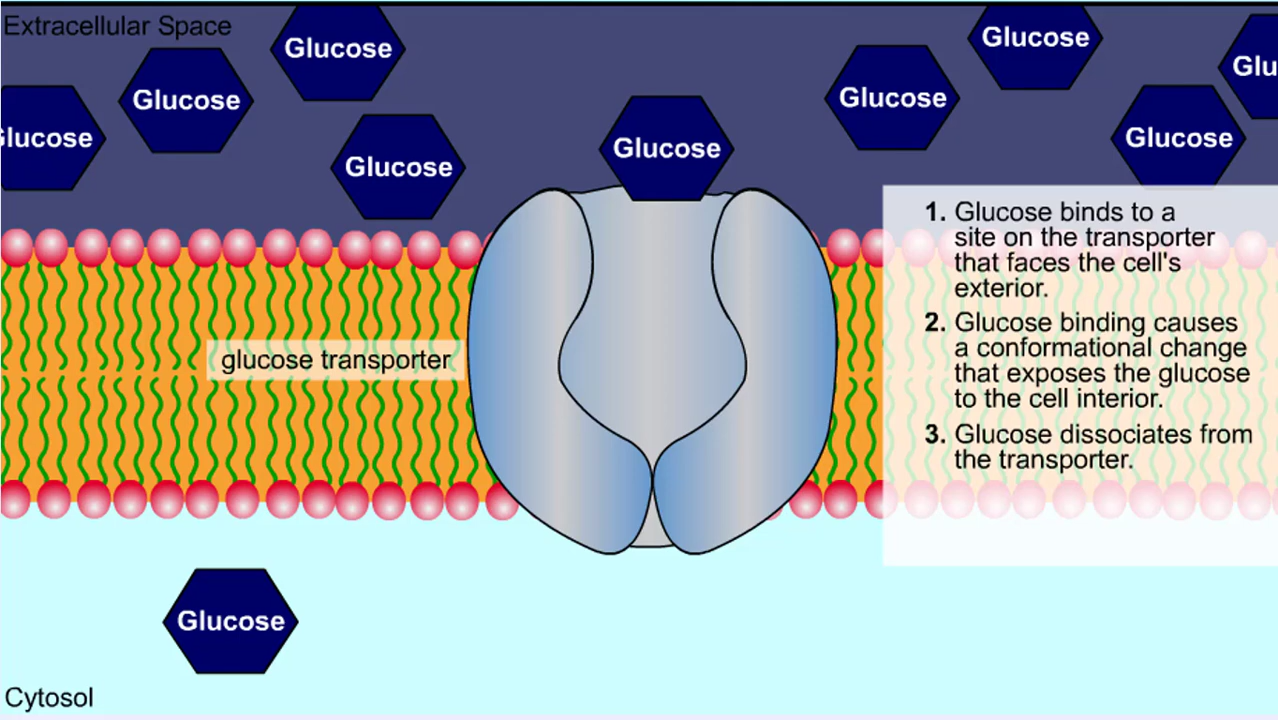 Extracellular Space
Glucose
Glucose
Glucose
Glucose
Glucose
Glucose
Glu
Glucose
lucose
Glucose
1. Glucose binds to a
site on the transporter
that faces the cell's
exterior.
2. Glucose binding causes
a conformational change
that exposes the glucose
to the cell interior.
3. Glucose dissociates from
the transporter.
glucose transporter
Glucose
Cytosol